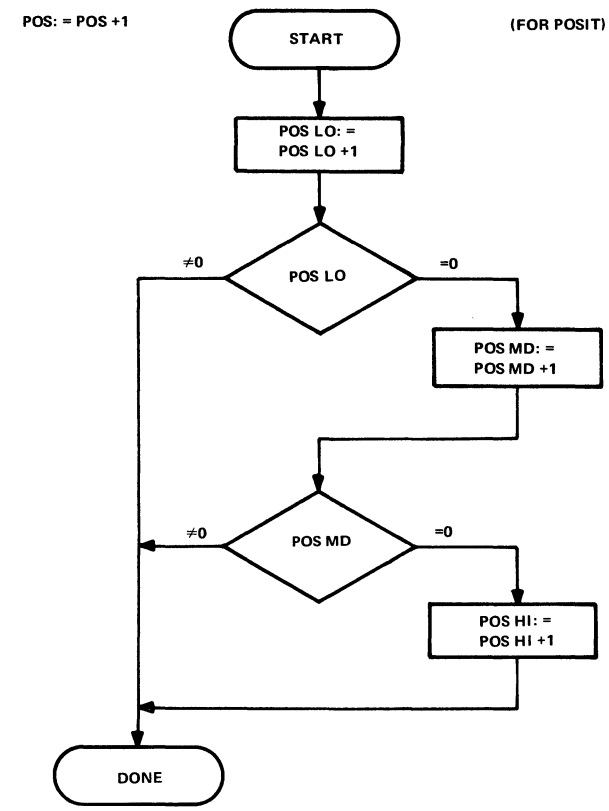 POS: = POS +1
(FOR POSIT)
START
POS LO: =
POS LO +1
≠0
POS LO
=0
POS MD: =
POS MD +1
≠0
POS MD
=0
POS HI: =
POS HI +1
DONE